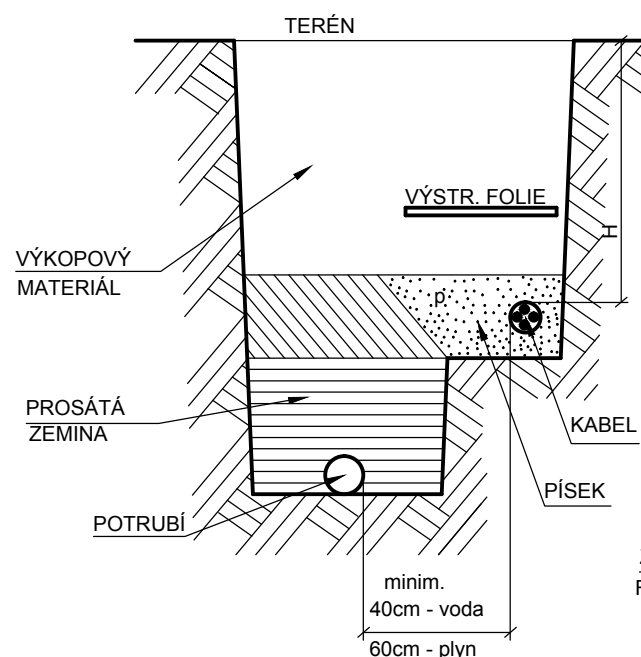 TERÉN
VÝSTR. FOLIE
H
VÝKOPOVÝ
MATERIÁL
p
PROSÁTÁ
ZEMINA
KABEL
PÍSEK
POTRUBÍ
minim.
40cm - voda
60cm - plyn